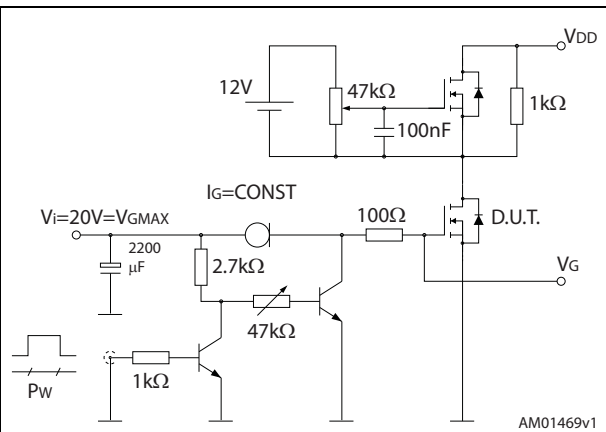 VDD
12V
47kΩ
1kΩ
100nF
IG=CONST
Vi=20V=VGMAX
100Ω
D.U.T.
2200
μF
2.7kΩ
VG
47kΩ
1kΩ
PW
AM01469v1